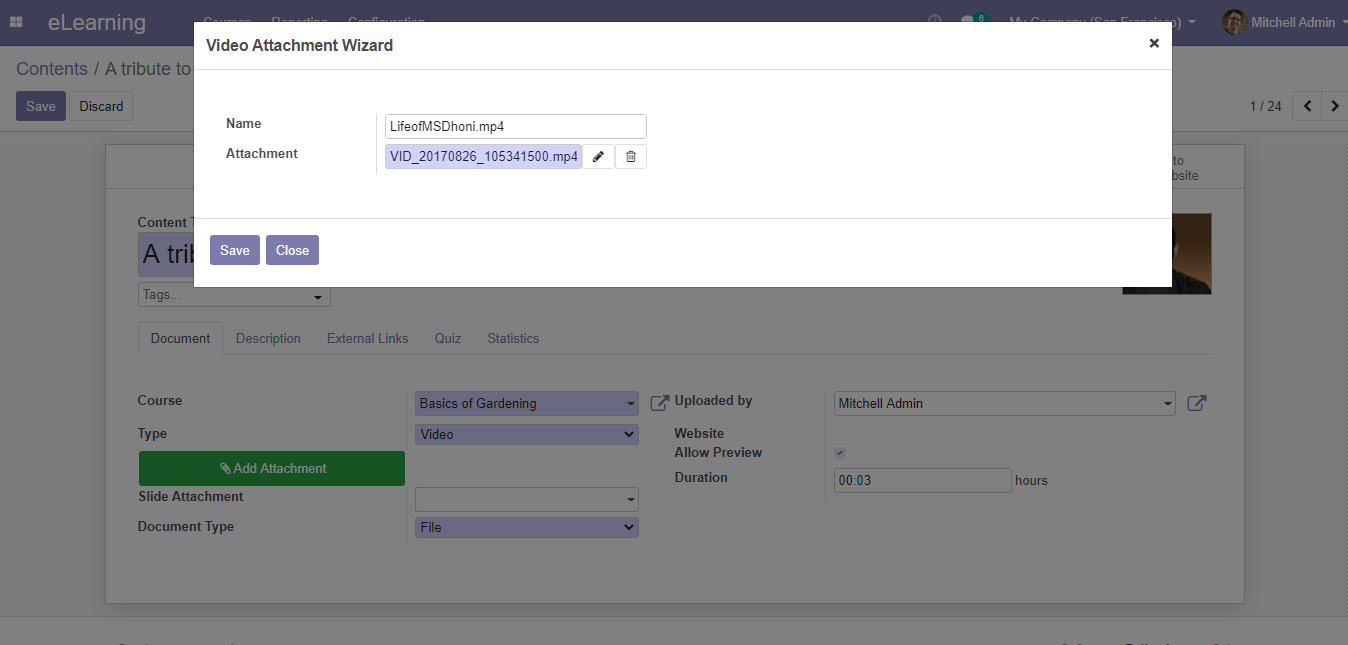 eLearning
Courses Reporting Configuration
6
My Company (San Francisco)
Mitchell Admin
Video Attachment Wizard
×
Contents / A tribute to
Save Discard
1 / 24
Name
LifeofMSDhoni.mp4
Attachment
VID_20170826_105341500.mp4
to
Save Close
Content
A
Tags...
Document Description External Links Quiz Statistics
Course
Basics of Gardening
Uploaded by
Mitchell Admin
Type
Video
Website
Allow Preview
Add Attachment
Duration
00:03 hours
Slide Attachment
Document Type
File